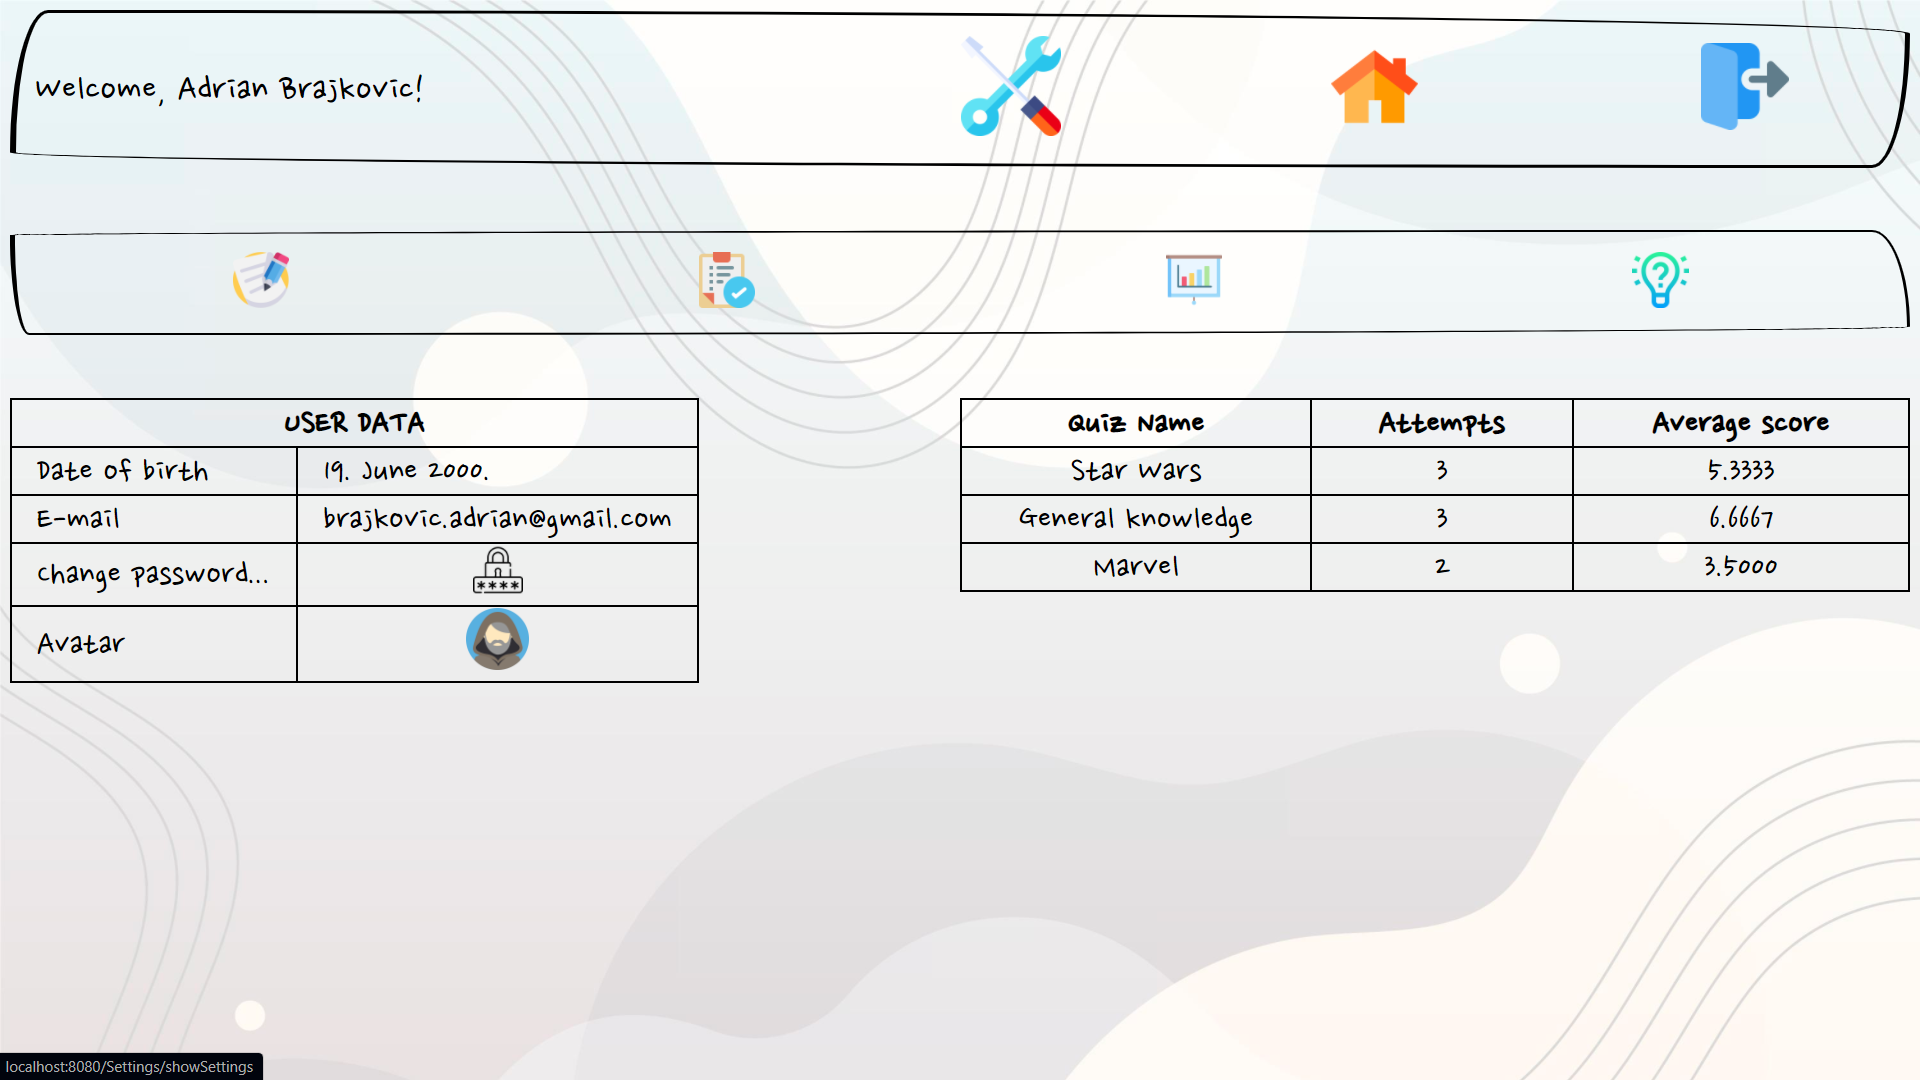 Welcome, Adrian Brajkovic!
USER DATA
Date of birth 19. June 2000.
E-mail brajkovic.adrian@gmail.com
Change password...
****
Avatar
Quiz Name Attempts Average score
Star Wars 3 5.3333
General knowledge 3 6.6667
Marvel 2 3.5000
localhost:8080/Settings/showSettings